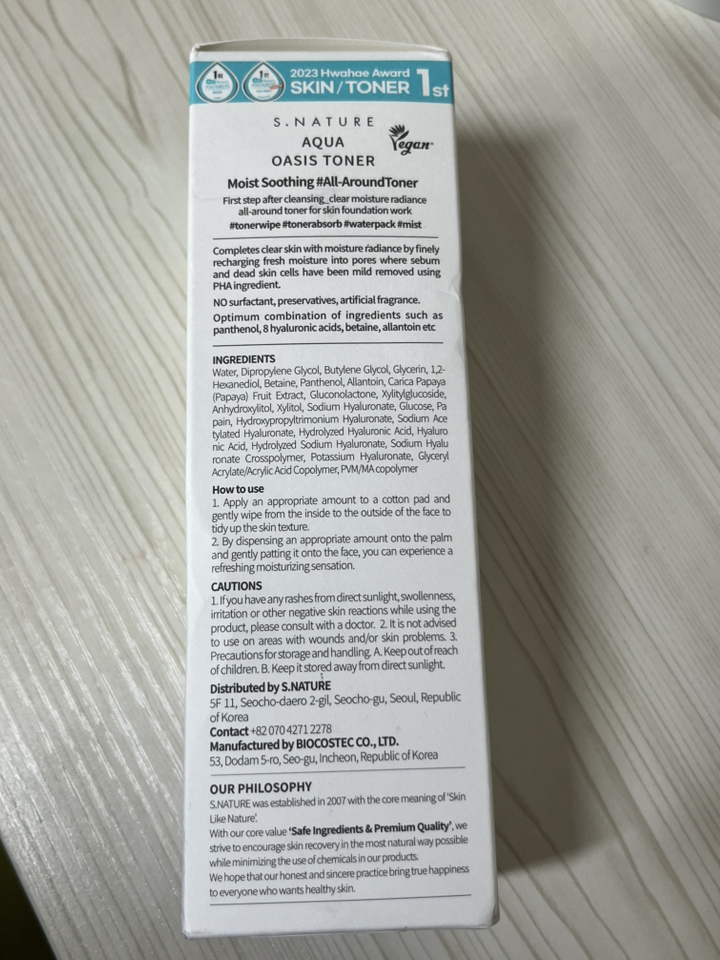 1위
1위
2023 Hwahae Award
SKIN/TONER 1st
S.NATURE
AQUA
OASIS TONER
Vegan
Moist Soothing #All-AroundToner
First step after cleansing_clear moisture radiance
all-around toner for skin foundation work
#tonerwipe #tonerabsorb #waterpack #mist
Completes clear skin with moisture radiance by finely
recharging fresh moisture into pores where sebum
and dead skin cells have been mild removed using
PHA ingredient.
NO surfactant, preservatives, artificial fragrance.
Optimum combination of ingredients such as
panthenol, 8 hyaluronic acids, betaine, allantoin etc
INGREDIENTS
Water, Dipropylene Glycol, Butylene Glycol, Glycerin, 1,2-
Hexanediol, Betaine, Panthenol, Allantoin, Carica Papaya
(Papaya) Fruit Extract, Gluconolactone, Xylitylglucoside,
Anhydroxylitol, Xylitol, Sodium Hyaluronate, Glucose, Pa
pain, Hydroxypropyltrimonium Hyaluronate, Sodium Ace
tylated Hyaluronate, Hydrolyzed Hyaluronic Acid, Hyaluro
nic Acid, Hydrolyzed Sodium Hyaluronate, Sodium Hyalu
ronate Crosspolymer, Potassium Hyaluronate, Glyceryl
Acrylate/Acrylic Acid Copolymer, PVM/MA copolymer
How to use
1. Apply an appropriate amount to a cotton pad and
gently wipe from the inside to the outside of the face to
tidy up the skin texture.
2. By dispensing an appropriate amount onto the palm
and gently patting it onto the face, you can experience a
refreshing moisturizing sensation.
CAUTIONS
1. If you have any rashes from direct sunlight, swollenness,
irritation or other negative skin reactions while using the
product, please consult with a doctor. 2. It is not advised
to use on areas with wounds and/or skin problems. 3.
Precautions for storage and handling. A. Keep out of reach
of children. B. Keep it stored away from direct sunlight.
Distributed by S.NATURE
5F 11, Seocho-daero 2-gil, Seocho-gu, Seoul, Republic
of Korea
Contact +82 070 4271 2278
Manufactured by BIOCOSTEC CO., LTD.
53, Dodam 5-ro, Seo-gu, Incheon, Republic of Korea
OUR PHILOSOPHY
S.NATURE was established in 2007 with the core meaning of 'Skin
Like Nature'.
With our core value 'Safe Ingredients & Premium Quality', we
strive to encourage skin recovery in the most natural way possible
while minimizing the use of chemicals in our products.
We hope that our honest and sincere practice bring true happiness
to everyone who wants healthy skin.